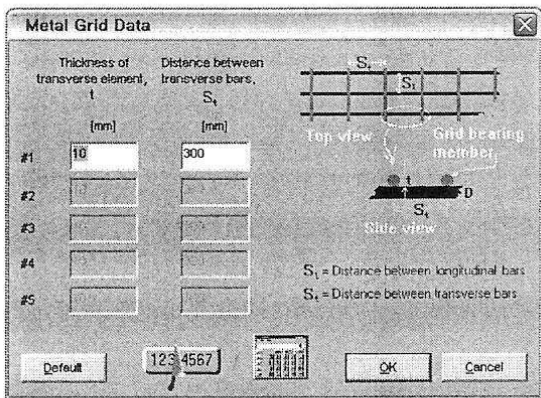 Metal Grid Data
Thickness of transverse element, t
Distance between transverse bars, St
[mm] [mm]
#1 10 300
#2
#3
#4
#5
St
Sl
Top view
Grid bearing member
t
D
St
Side view
Sl = Distance between longitudinal bars
St = Distance between transverse bars
Default
123 4567
OK
Cancel